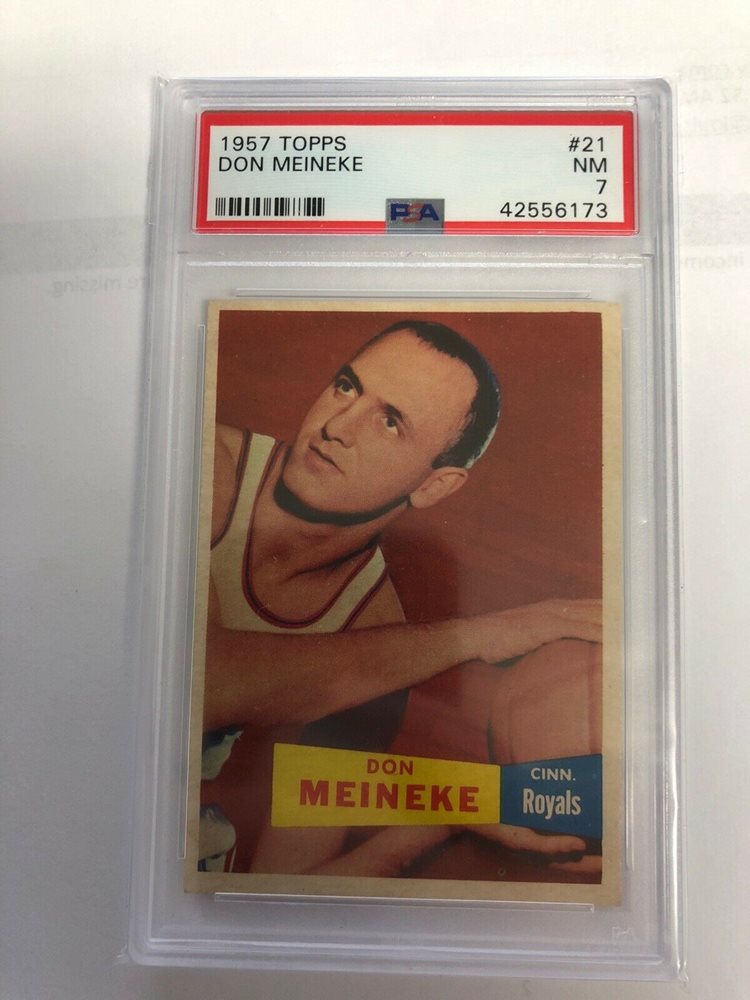 1957 TOPPS #21
DON MEINEKE NM
7
PSA 42556173
DON
MEINEKE
CINN.
Royals